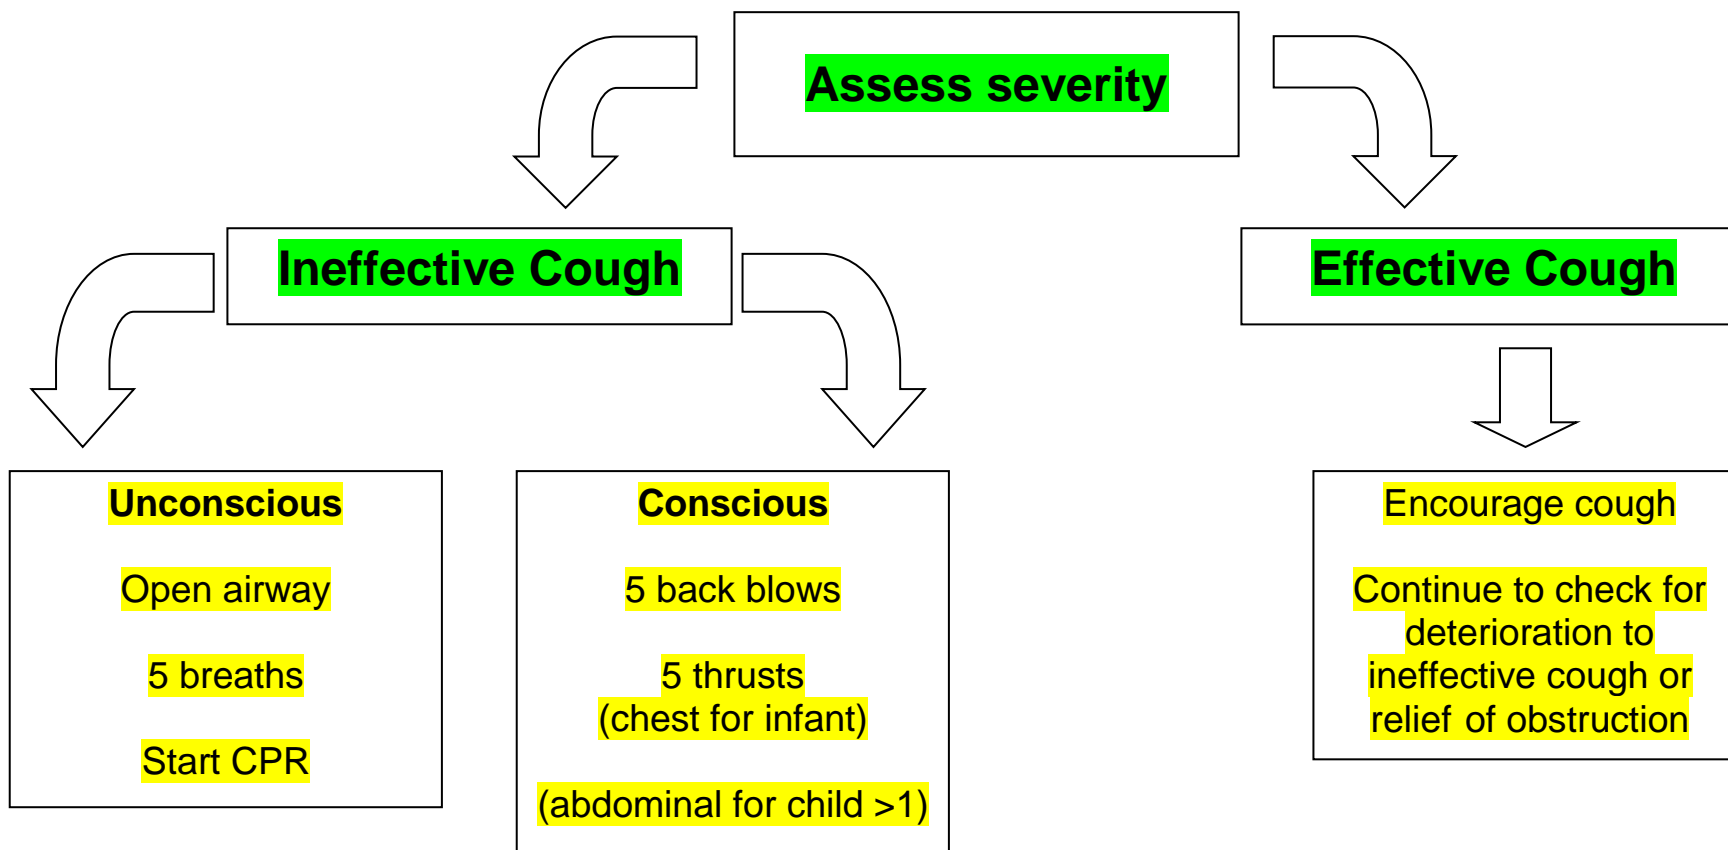 Assess severity
Ineffective Cough
Effective Cough
Unconscious
Open airway
5 breaths
Start CPR
Conscious
5 back blows
5 thrusts
(chest for infant)
(abdominal for child >1)
Encourage cough
Continue to check for
deterioration to
ineffective cough or
relief of obstruction